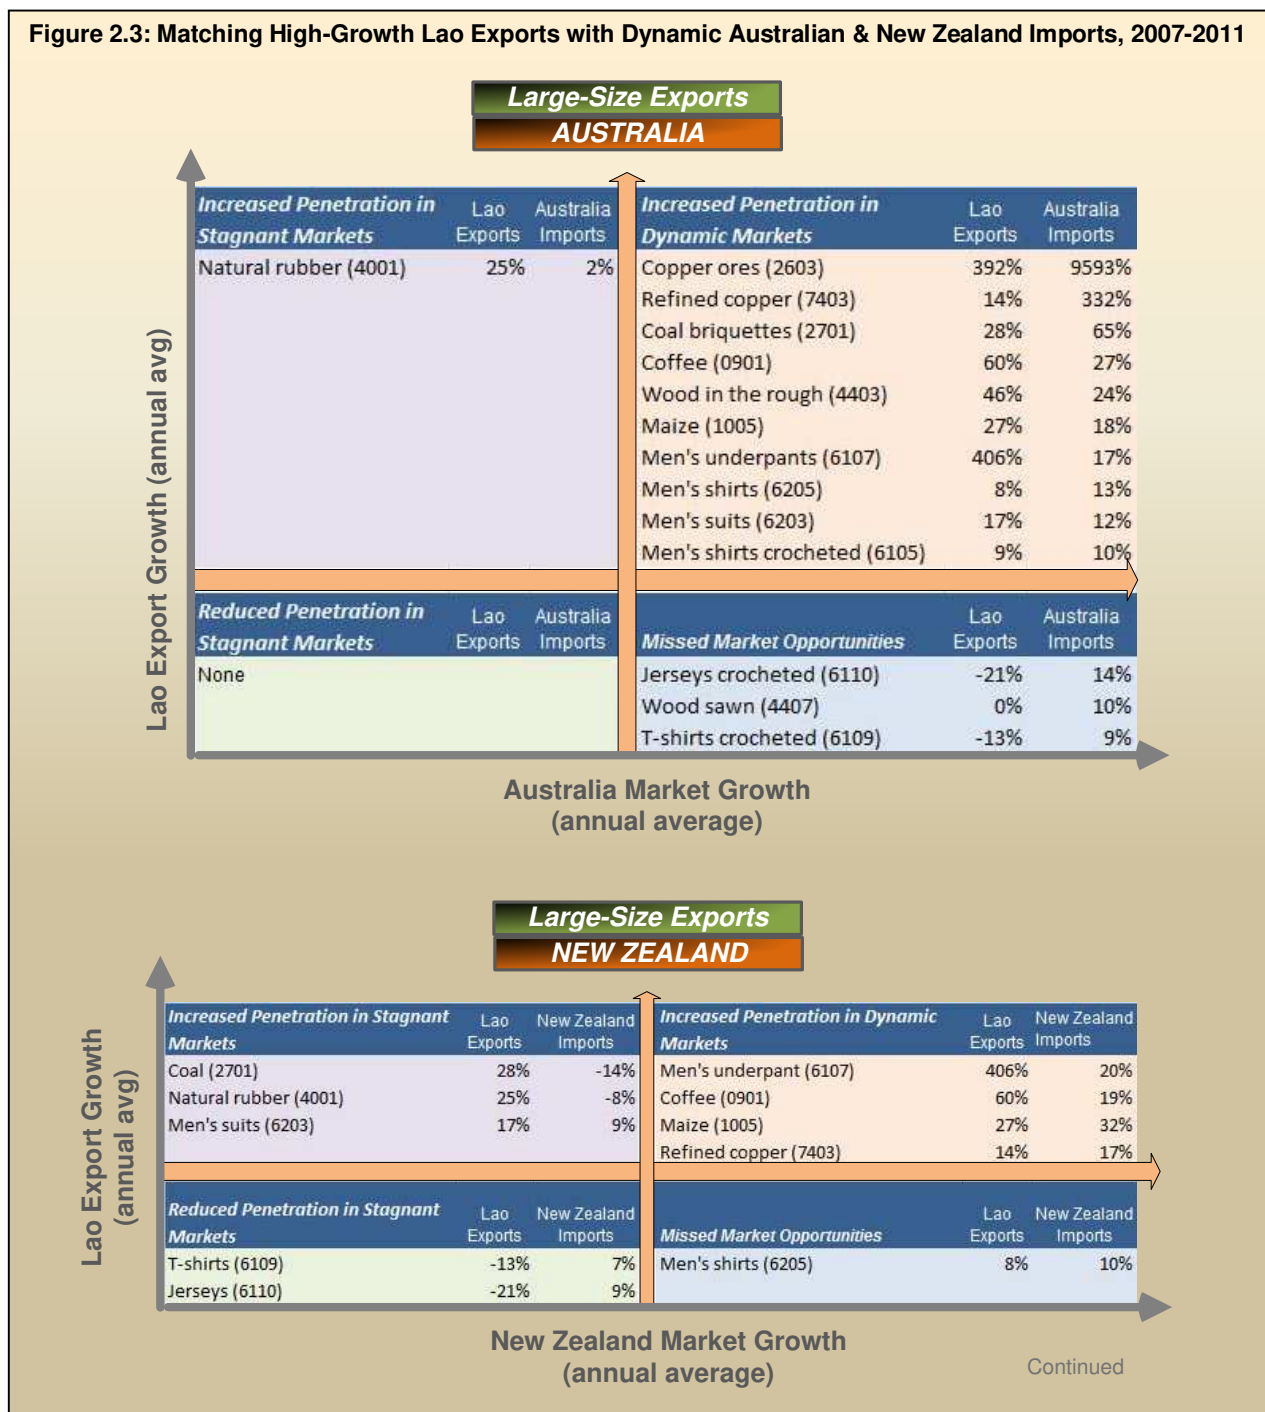 Figure 2.3: Matching High-Growth Lao Exports with Dynamic Australian & New Zealand Imports, 2007-2011
Large-Size Exports
AUSTRALIA
Lao Export Growth (annual avg)
Increased Penetration in Stagnant Markets Lao Exports Australia Imports
Natural rubber (4001) 25% 2%
Increased Penetration in Dynamic Markets Lao Exports Australia Imports
Copper ores (2603) 392% 9593%
Refined copper (7403) 14% 332%
Coal briquettes (2701) 28% 65%
Coffee (0901) 60% 27%
Wood in the rough (4403) 46% 24%
Maize (1005) 27% 18%
Men's underpants (6107) 406% 17%
Men's shirts (6205) 8% 13%
Men's suits (6203) 17% 12%
Men's shirts crocheted (6105) 9% 10%
Reduced Penetration in Stagnant Markets Lao Exports Australia Imports
None
Missed Market Opportunities Lao Exports Australia Imports
Jerseys crocheted (6110) -21% 14%
Wood sawn (4407) 0% 10%
T-shirts crocheted (6109) -13% 9%
Australia Market Growth
(annual average)
Large-Size Exports
NEW ZEALAND
Lao Export Growth
(annual avg)
Increased Penetration in Stagnant Markets Lao Exports New Zealand Imports
Coal (2701) 28% -14%
Natural rubber (4001) 25% -8%
Men's suits (6203) 17% 9%
Increased Penetration in Dynamic Markets Lao Exports New Zealand Imports
Men's underpant (6107) 406% 20%
Coffee (0901) 60% 19%
Maize (1005) 27% 32%
Refined copper (7403) 14% 17%
Reduced Penetration in Stagnant Markets Lao Exports New Zealand Imports
T-shirts (6109) -13% 7%
Jerseys (6110) -21% 9%
Missed Market Opportunities Lao Exports New Zealand Imports
Men's shirts (6205) 8% 10%
New Zealand Market Growth
(annual average)
Continued